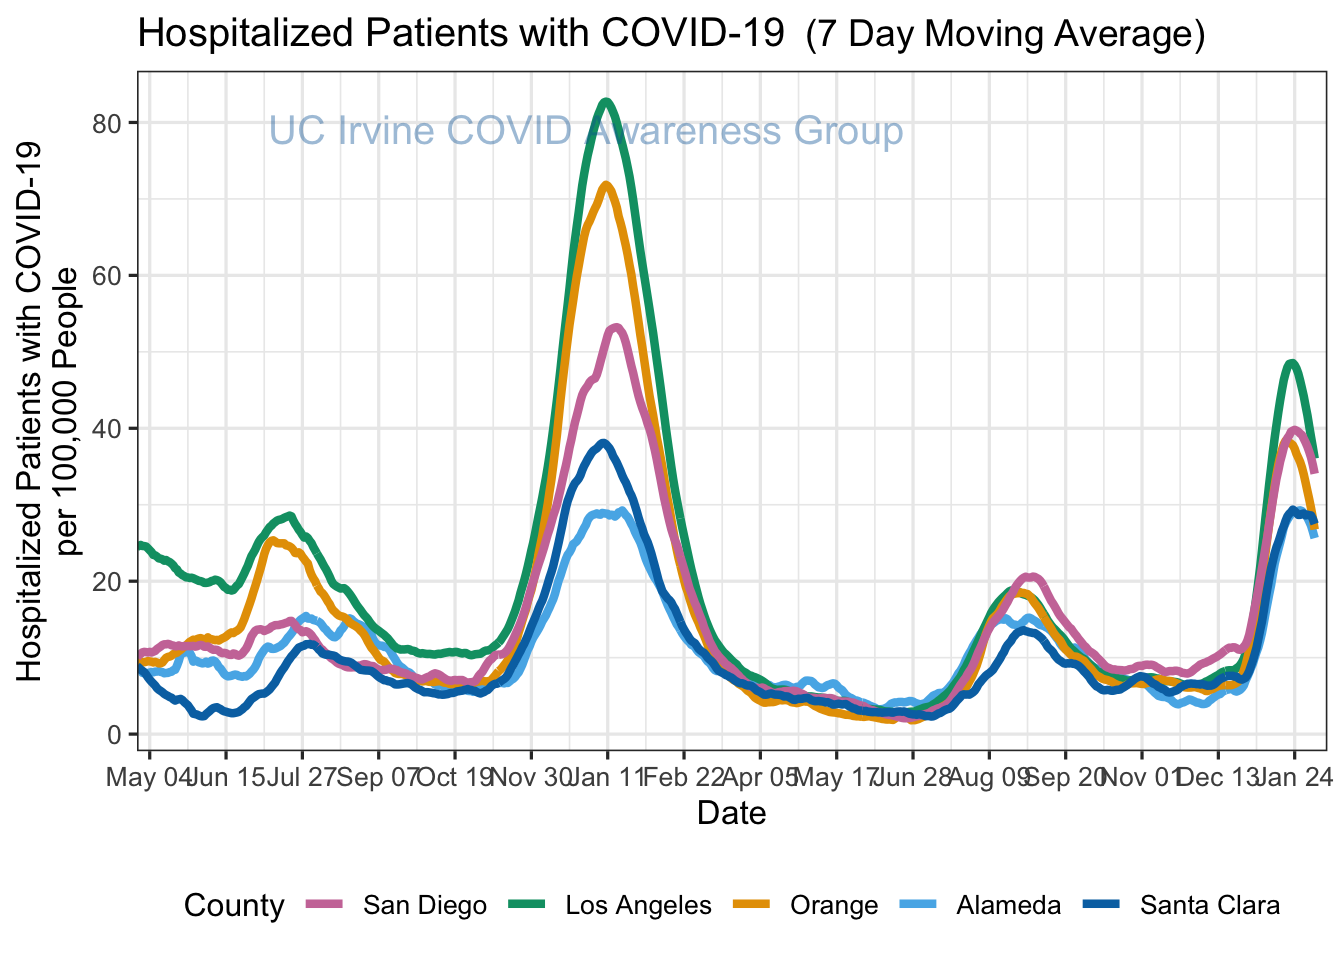 Hospitalized Patients with COVID-19  (7 Day Moving Average)
UC Irvine COVID Awareness Group
Hospitalized Patients with COVID-19
per 100,000 People
80
60
40
20
0
May 04 Jun 15 Jul 27 Sep 07 Oct 19 Nov 30 Jan 11 Feb 22 Apr 05 May 17 Jun 28 Aug 09 Sep 20 Nov 01 Dec 13 Jan 24
Date
County San Diego Los Angeles Orange Alameda Santa Clara